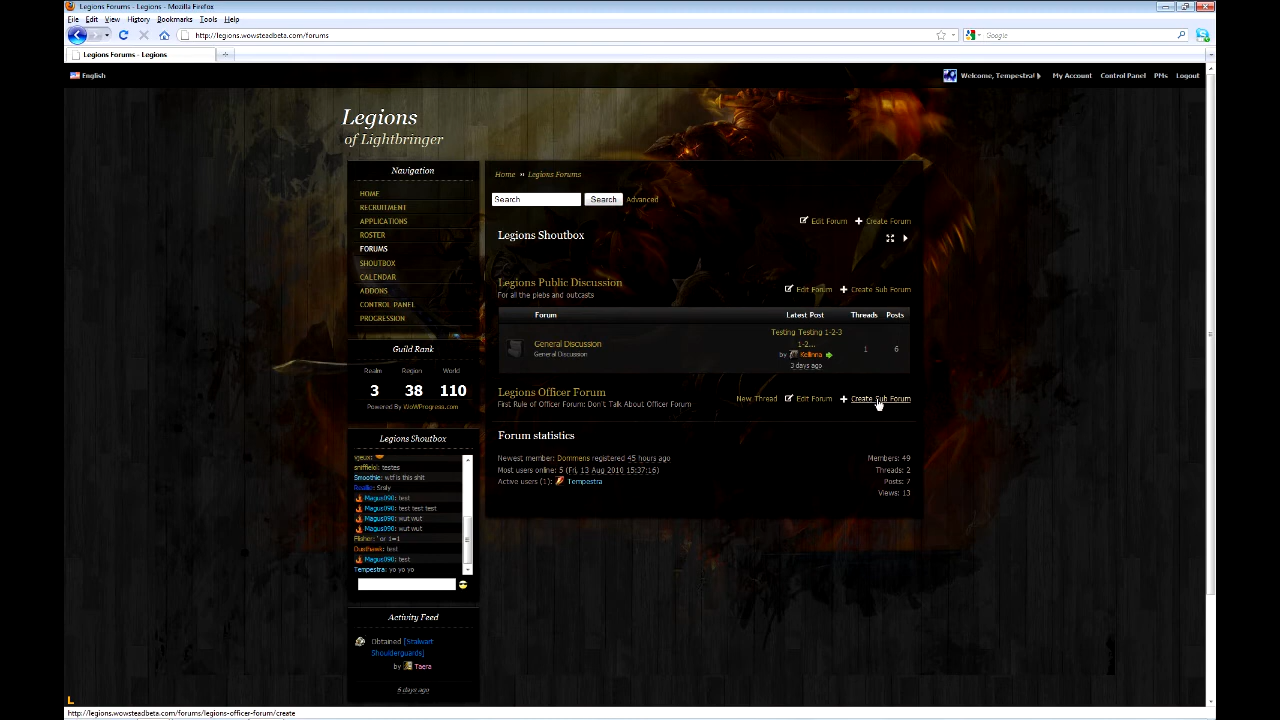 Legions Forums - Legions - Mozilla Firefox
File Edit View History Bookmarks Tools Help
http://legions.wowsteadbeta.com/forums
Google
Legions Forums - Legions
English
Welcome, Tempestra! My Account Control Panel PMs Logout
Legions
of Lightbringer
Navigation
HOME
RECRUITMENT
APPLICATIONS
ROSTER
FORUMS
SHOUTBOX
CALENDAR
ADDONS
CONTROL PANEL
PROGRESSION
Guild Rank
Realm Region World
3 38 110
Powered By WoWProgress.com
Legions Shoutbox
vjeux:
snifflelol: testes
Smoothie: wtf is this shit
Srsly
Magus090: test
Magus090: test test test
Magus090: wut wut
Magus090: wut wut
' or 1=1
Dusthawk: test
Magus090: test
Tempestra: yo yo yo
Activity Feed
Obtained [Stalwart
Shoulderguards]
by Taera
5 days ago
Home » Legions Forums
Search Search Advanced
Edit Forum Create Forum
Legions Shoutbox
Legions Public Discussion
Edit Forum Create Sub Forum
For all the plebs and outcasts
Forum Latest Post Threads Posts
General Discussion
General Discussion
Testing Testing 1-2-3
1-2...
by Kellnna
3 days ago
1 6
Legions Officer Forum
New Thread Edit Forum Create Sub Forum
First Rule of Officer Forum: Don't Talk About Officer Forum
Forum statistics
Newest member: Dommens registered 45 hours ago
Most users online: 5 (Fri, 13 Aug 2010 15:37:16)
Active users (1): Tempestra
Members: 49
Threads: 2
Posts: 7
Views: 13
L
http://legions.wowsteadbeta.com/forums/legions-officer-forum/create